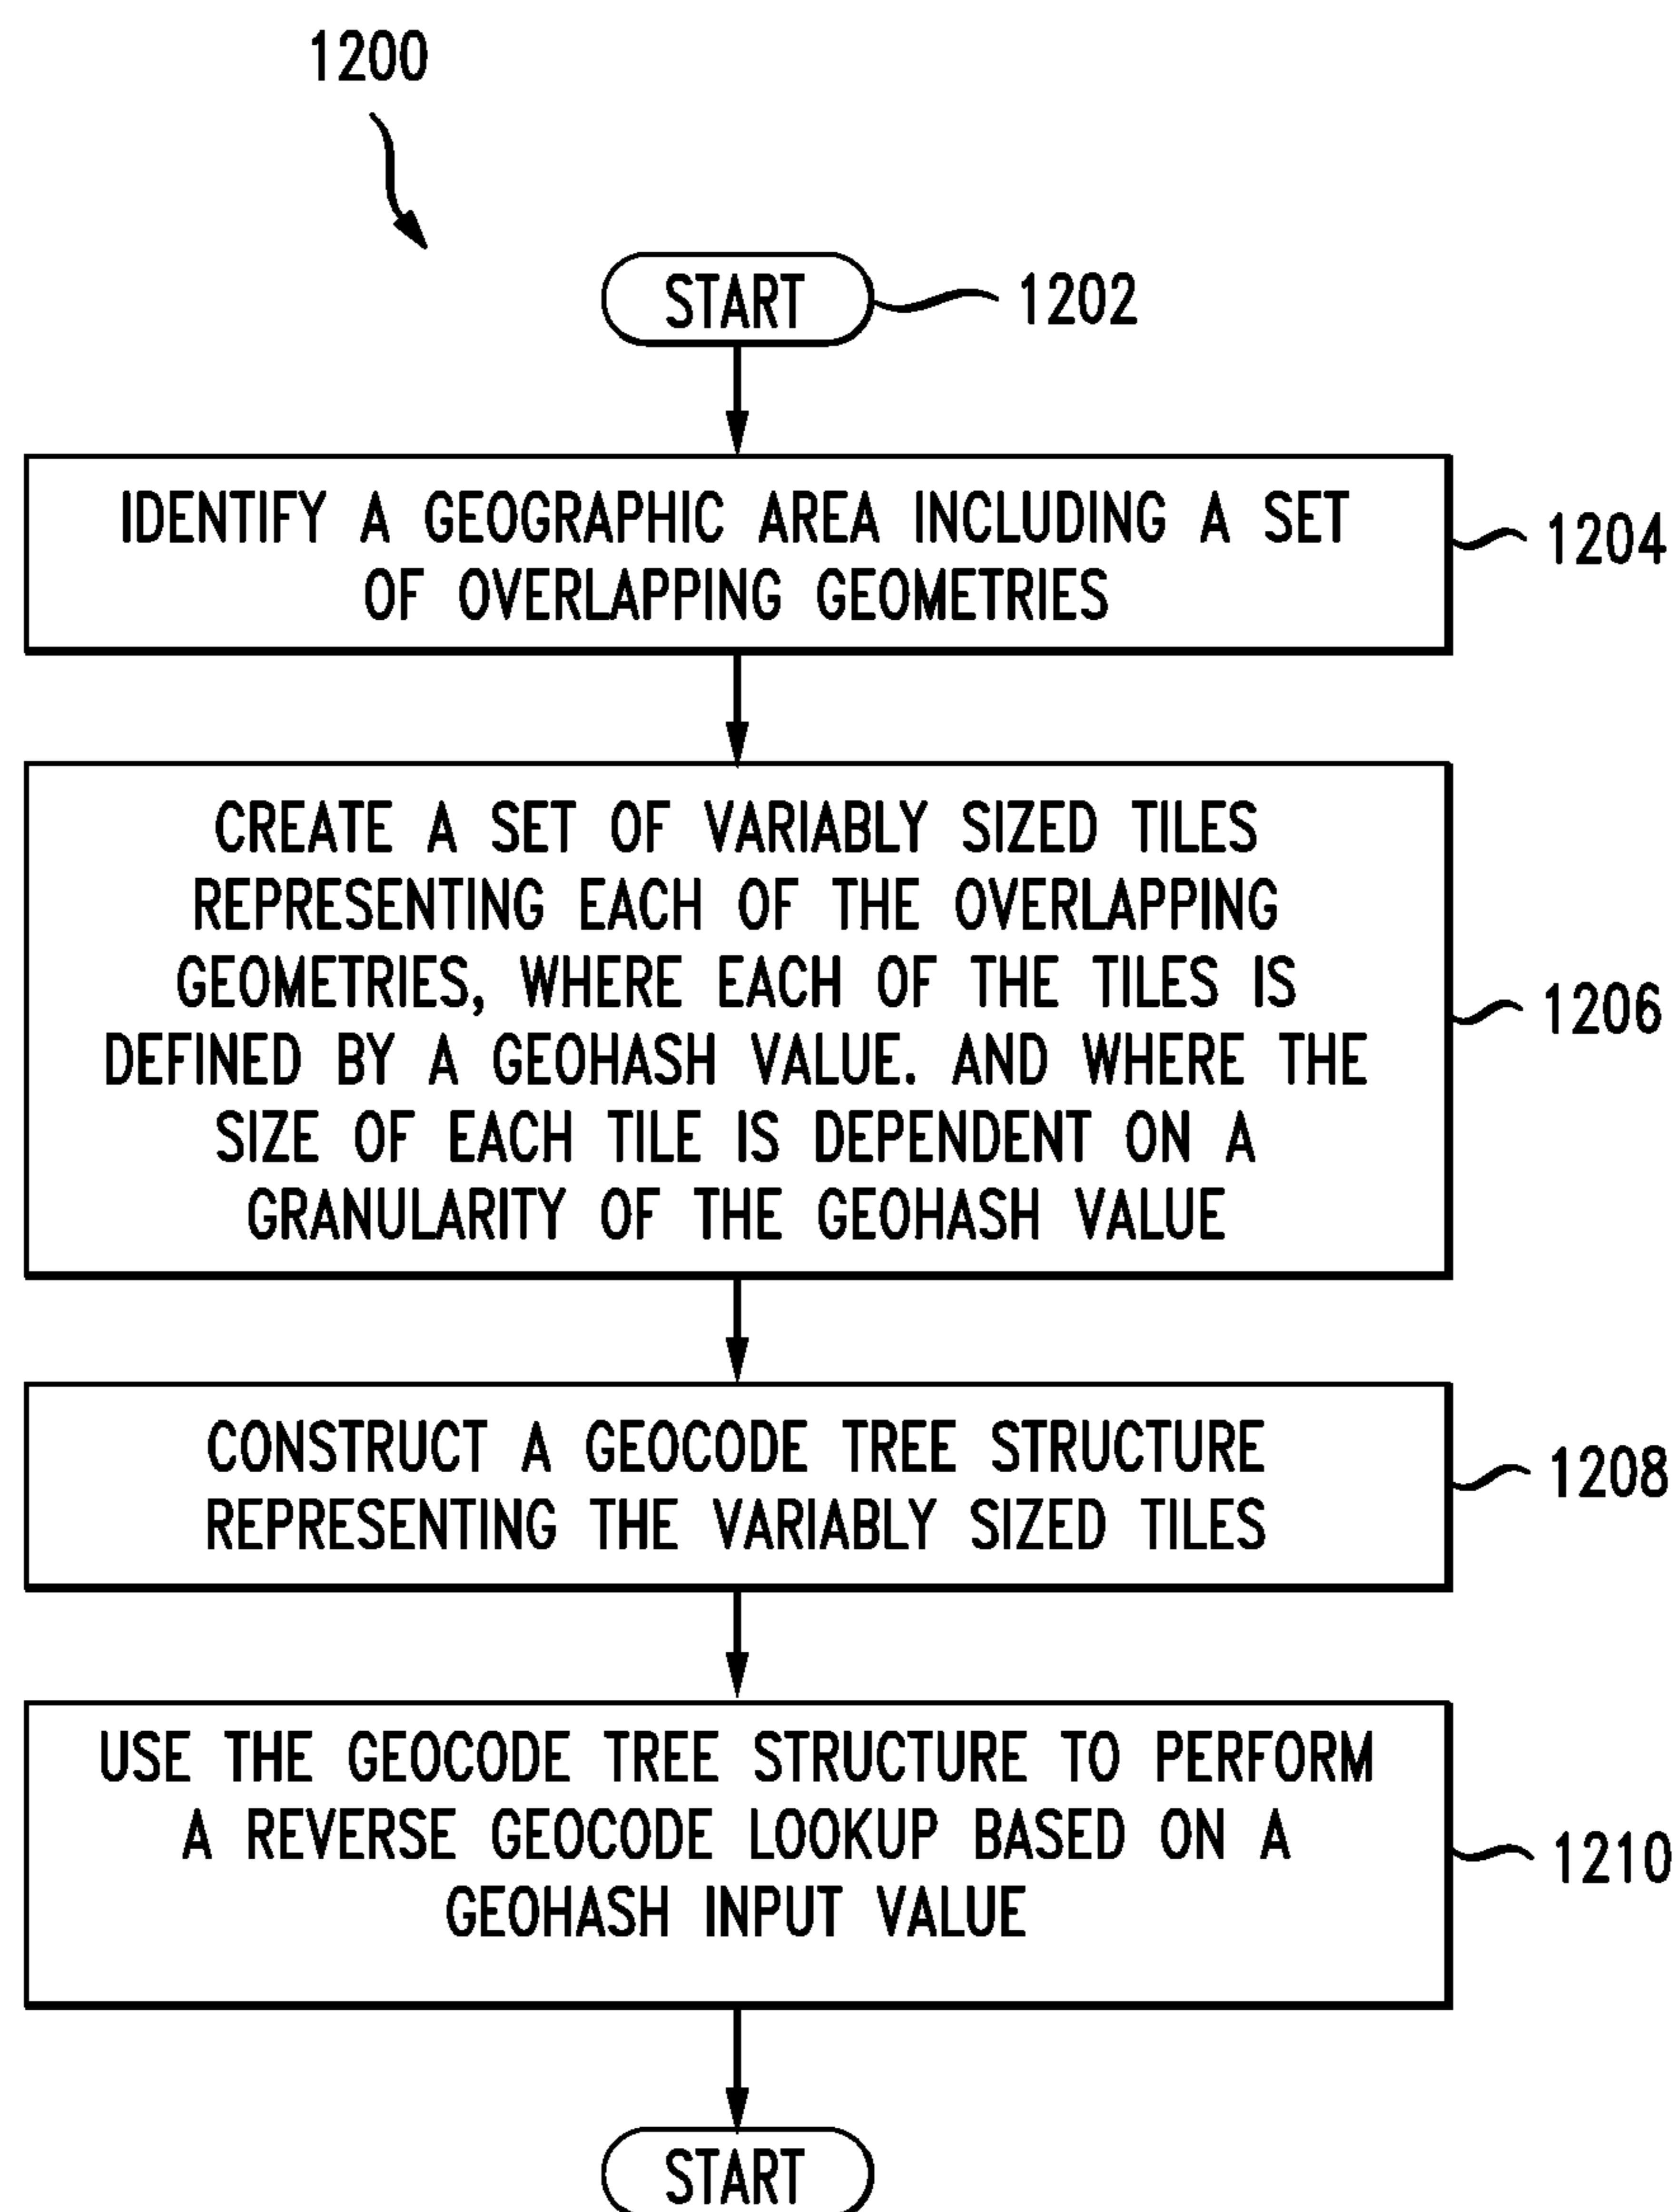 1200
START
1202
IDENTIFY A GEOGRAPHIC AREA INCLUDING A SET
OF OVERLAPPING GEOMETRIES
1204
CREATE A SET OF VARIABLY SIZED TILES
REPRESENTING EACH OF THE OVERLAPPING
GEOMETRIES, WHERE EACH OF THE TILES IS
DEFINED BY A GEOHASH VALUE. AND WHERE THE
SIZE OF EACH TILE IS DEPENDENT ON A
GRANULARITY OF THE GEOHASH VALUE
1206
CONSTRUCT A GEOCODE TREE STRUCTURE
REPRESENTING THE VARIABLY SIZED TILES
1208
USE THE GEOCODE TREE STRUCTURE TO PERFORM
A REVERSE GEOCODE LOOKUP BASED ON A
GEOHASH INPUT VALUE
1210
START